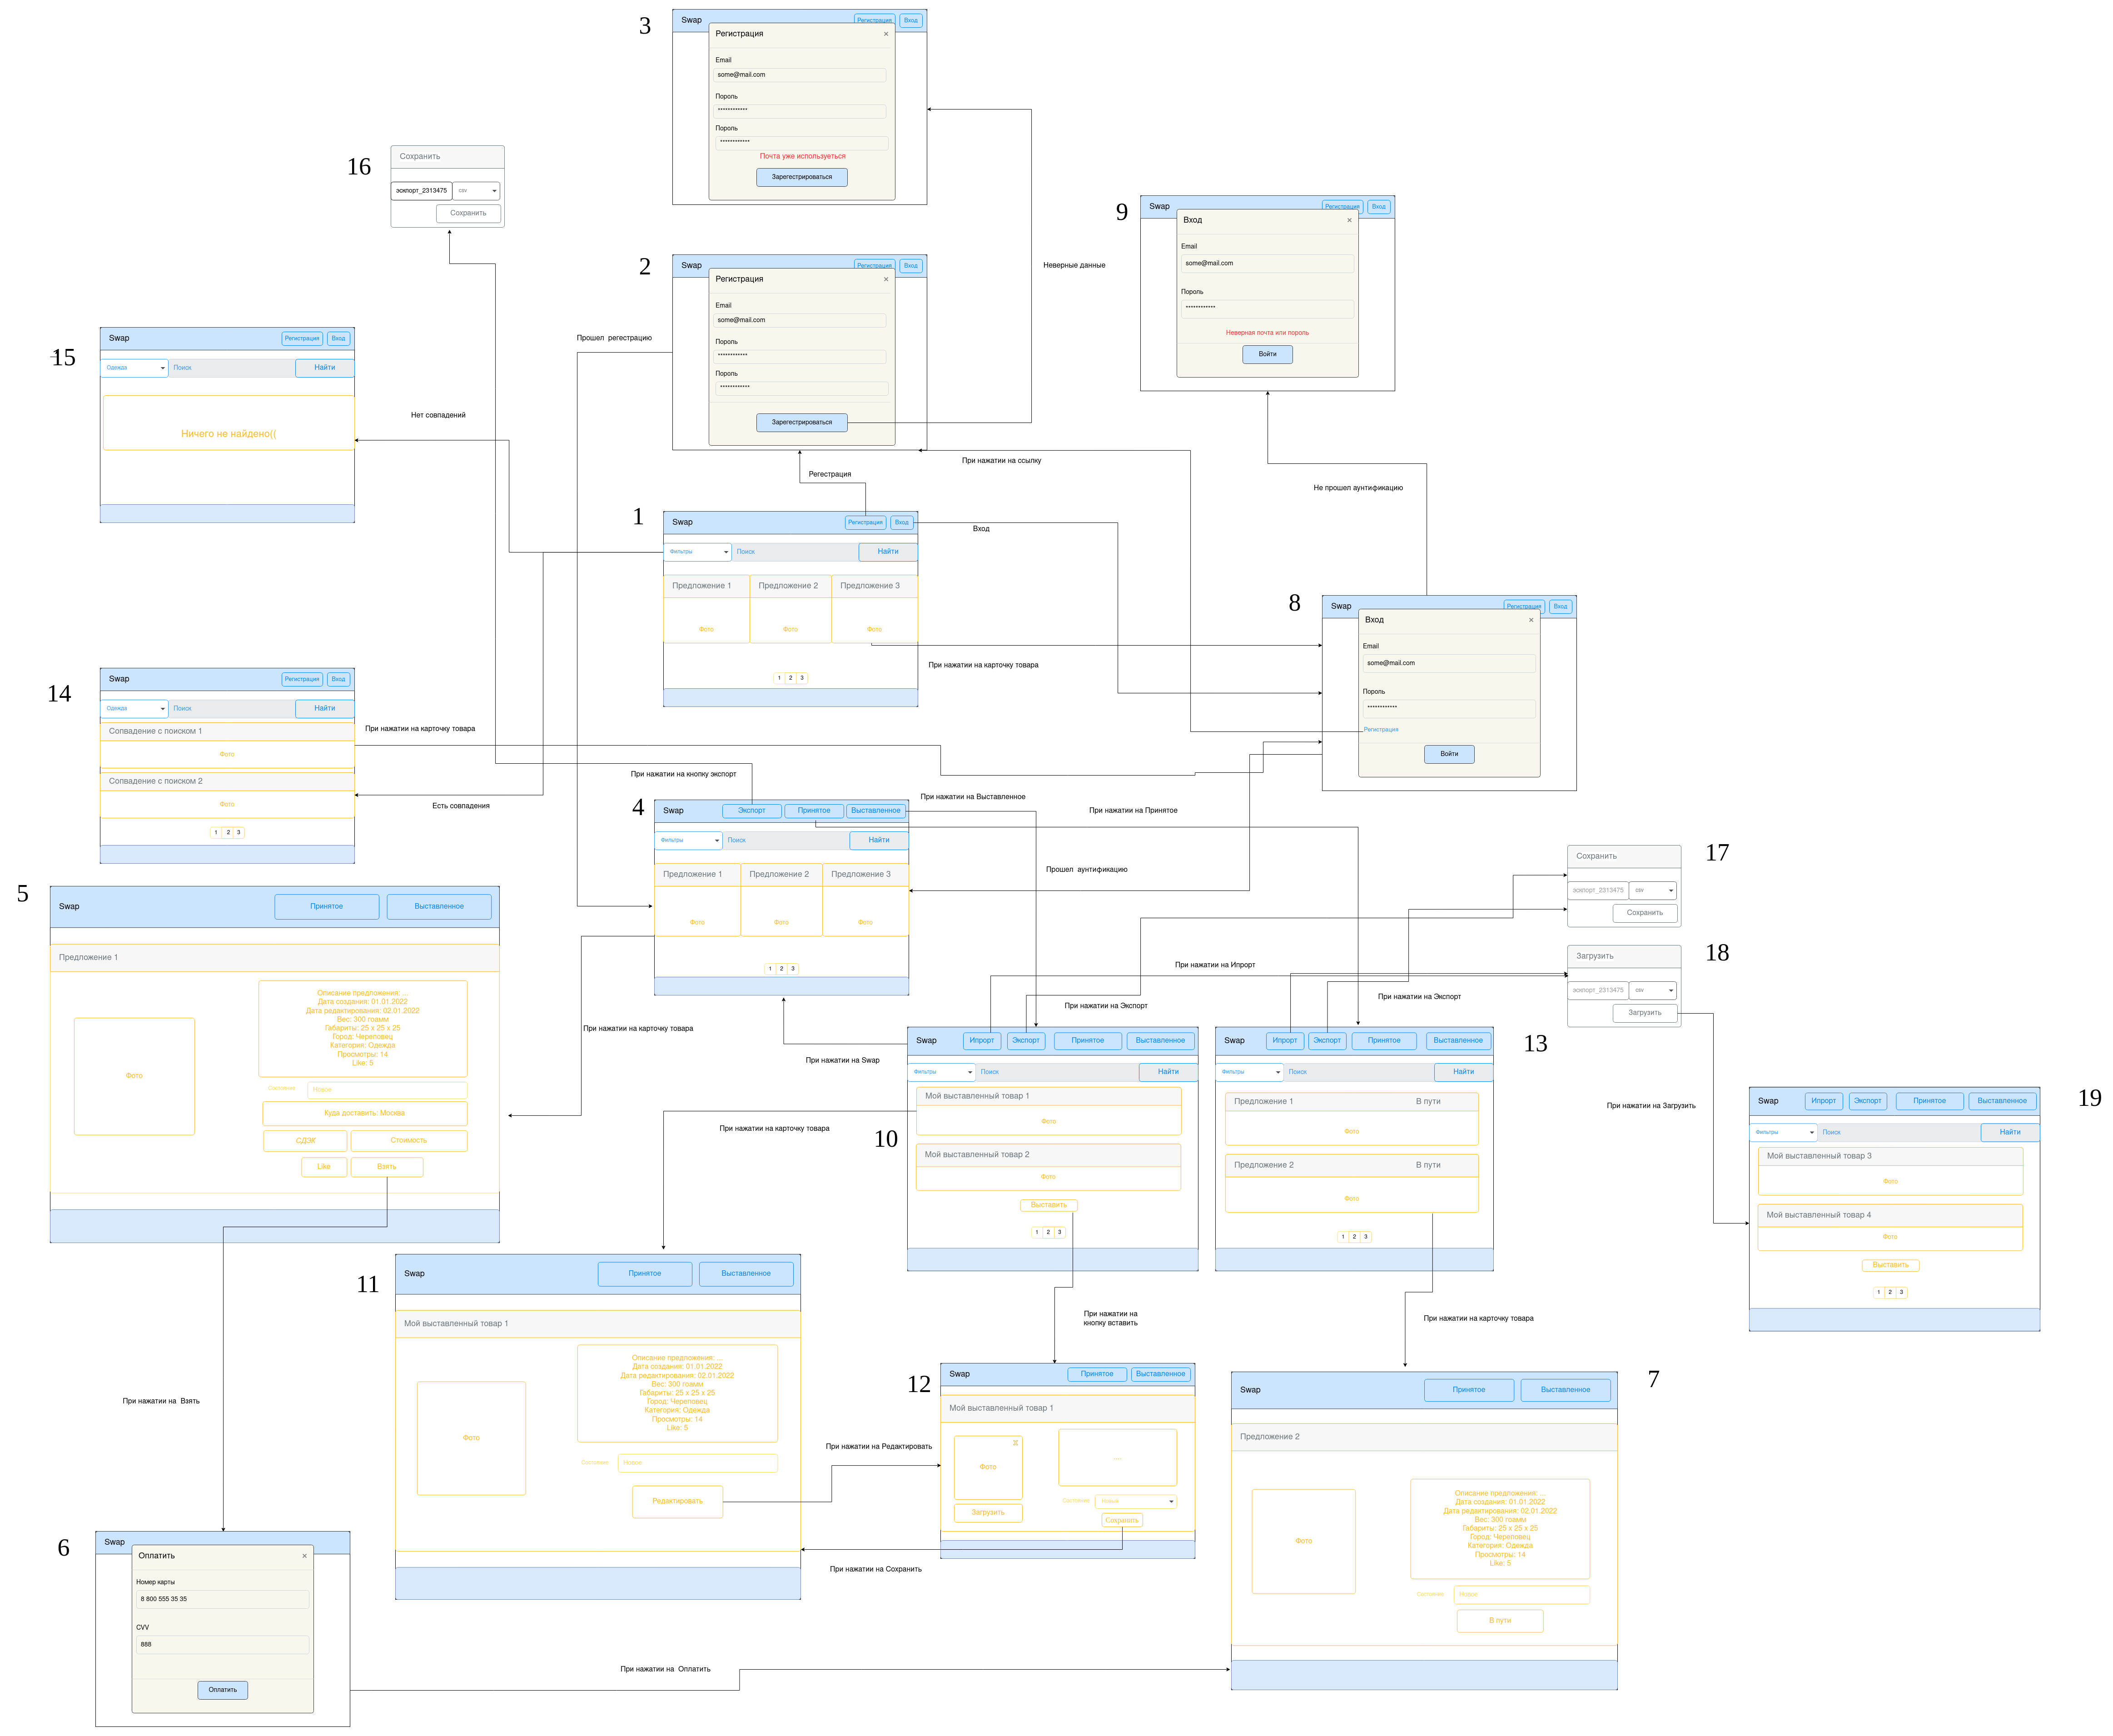 3
Swap
Регистрация
Вход
Регистрация
×
Email
some@mail.com
Пороль
************
Пороль
************
Почта уже используеться
Зарегестрироваться
16
Сохранить
эскпорт_2313475
csv
Сохранить
9
Swap
Регистрация
Вход
Вход
×
Email
some@mail.com
Пороль
************
Неверная почта или пороль
Войти
Неверные данные
2
Swap
Регистрация
Вход
Регистрация
×
Email
some@mail.com
Пороль
************
Пороль
************
Зарегестрироваться
Прошел регестрацию
15
Swap
Регистрация
Вход
Одежда
Поиск
Найти
Ничего не найдено((
Нет совпадений
При нажатии на ссылку
Регестрация
Не прошел аунтификацию
1
Swap
Регистрация
Вход
Фильтры
Поиск
Найти
Предложение 1
Предложение 2
Предложение 3
Фото
Фото
Фото
1
2
3
Вход
При нажатии на карточку товара
8
Swap
Регистрация
Вход
Вход
×
Email
some@mail.com
Пороль
************
Регистрация
Войти
14
Swap
Регистрация
Вход
Одежда
Поиск
Найти
Сопвадение с поиском 1
Фото
Сопвадение с поиском 2
Фото
1
2
3
При нажатии на карточку товара
При нажатии на кнопку экспорт
Есть совпадения
4
Swap
Экспорт
Принятое
Выставленное
Фильтры
Поиск
Найти
Предложение 1
Предложение 2
Предложение 3
Фото
Фото
Фото
1
2
3
При нажатии на Выставленное
При нажатии на Принятое
Прошел аунтификацию
17
Сохранить
эскпорт_2313475
csv
Сохранить
18
Загрузить
эскпорт_2313475
csv
Загрузить
5
Swap
Принятое
Выставленное
Предложение 1
Фото
Описание предложения: ...
Дата создания: 01.01.2022
Дата редактирования: 02.01.2022
Вес: 300 гоамм
Габариты: 25 x 25 x 25
Город: Череповец
Категория: Одежда
Просмотры: 14
Like: 5
Состояние
Новое
Куда доставить: Москва
СДЭК
Стоимость
Like
Взять
При нажатии на карточку товара
При нажатии на Swap
При нажатии на Ипрорт
При нажатии на Экспорт
При нажатии на Экспорт
10
Swap
Ипрорт
Экспорт
Принятое
Выставленное
Фильтры
Поиск
Найти
Мой выставленный товар 1
Фото
Мой выставленный товар 2
Фото
Выставить
1
2
3
При нажатии на карточку товара
13
Swap
Ипрорт
Экспорт
Принятое
Выставленное
Фильтры
Поиск
Найти
Предложение 1
В пути
Фото
Предложение 2
В пути
Фото
1
2
3
При нажатии на Загрузить
19
Swap
Ипрорт
Экспорт
Принятое
Выставленное
Фильтры
Поиск
Найти
Мой выставленный товар 3
Фото
Мой выставленный товар 4
Фото
Выставить
1
2
3
11
Swap
Принятое
Выставленное
Мой выставленный товар 1
Фото
Описание предложения: ...
Дата создания: 01.01.2022
Дата редактирования: 02.01.2022
Вес: 300 гоамм
Габариты: 25 x 25 x 25
Город: Череповец
Категория: Одежда
Просмотры: 14
Like: 5
Состояние
Новое
Редактировать
При нажатии на
кнопку вставить
При нажатии на карточку товара
При нажатии на Взять
При нажатии на Редактировать
12
Swap
Принятое
Выставленное
Мой выставленный товар 1
Фото
...
Загрузить
Состояние
Новый
Сохранить
При нажатии на Сохранить
7
Swap
Принятое
Выставленное
Предложение 2
Фото
Описание предложения: ...
Дата создания: 01.01.2022
Дата редактирования: 02.01.2022
Вес: 300 гоамм
Габариты: 25 x 25 x 25
Город: Череповец
Категория: Одежда
Просмотры: 14
Like: 5
Состояние
Новое
В пути
6
Swap
Оплатить
×
Номер карты
8 800 555 35 35
CVV
888
Оплатить
При нажатии на Оплатить